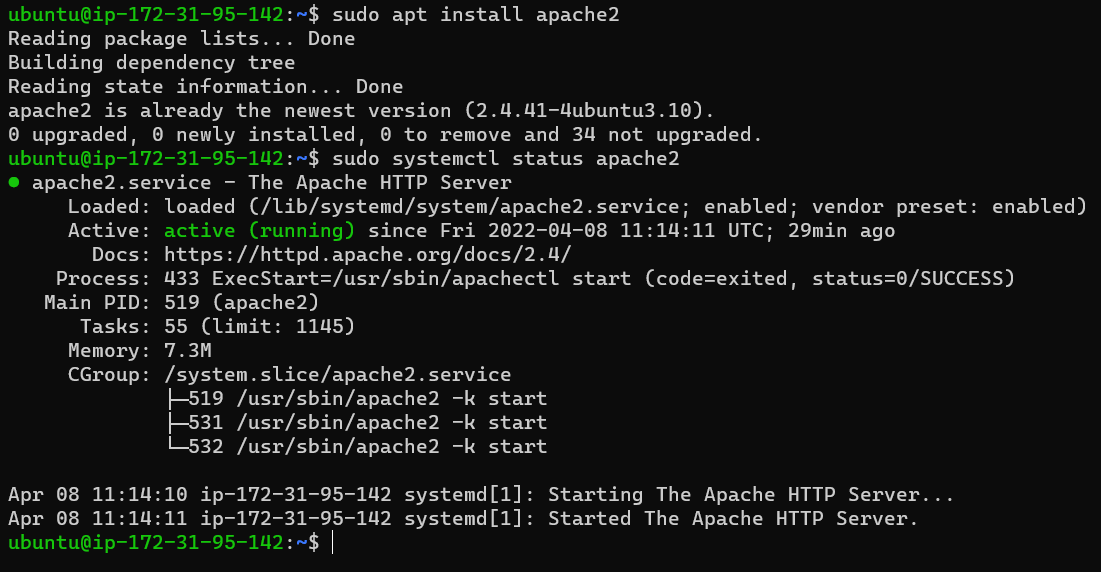 ubuntu@ip-172-31-95-142:~$ sudo apt install apache2
Reading package lists... Done
Building dependency tree
Reading state information... Done
apache2 is already the newest version (2.4.41-4ubuntu3.10).
0 upgraded, 0 newly installed, 0 to remove and 34 not upgraded.
ubuntu@ip-172-31-95-142:~$ sudo systemctl status apache2
● apache2.service - The Apache HTTP Server
     Loaded: loaded (/lib/systemd/system/apache2.service; enabled; vendor preset: enabled)
     Active: active (running) since Fri 2022-04-08 11:14:11 UTC; 29min ago
       Docs: https://httpd.apache.org/docs/2.4/
    Process: 433 ExecStart=/usr/sbin/apachectl start (code=exited, status=0/SUCCESS)
   Main PID: 519 (apache2)
      Tasks: 55 (limit: 1145)
     Memory: 7.3M
     CGroup: /system.slice/apache2.service
             ├─519 /usr/sbin/apache2 -k start
             ├─531 /usr/sbin/apache2 -k start
             └─532 /usr/sbin/apache2 -k start

Apr 08 11:14:10 ip-172-31-95-142 systemd[1]: Starting The Apache HTTP Server...
Apr 08 11:14:11 ip-172-31-95-142 systemd[1]: Started The Apache HTTP Server.
ubuntu@ip-172-31-95-142:~$